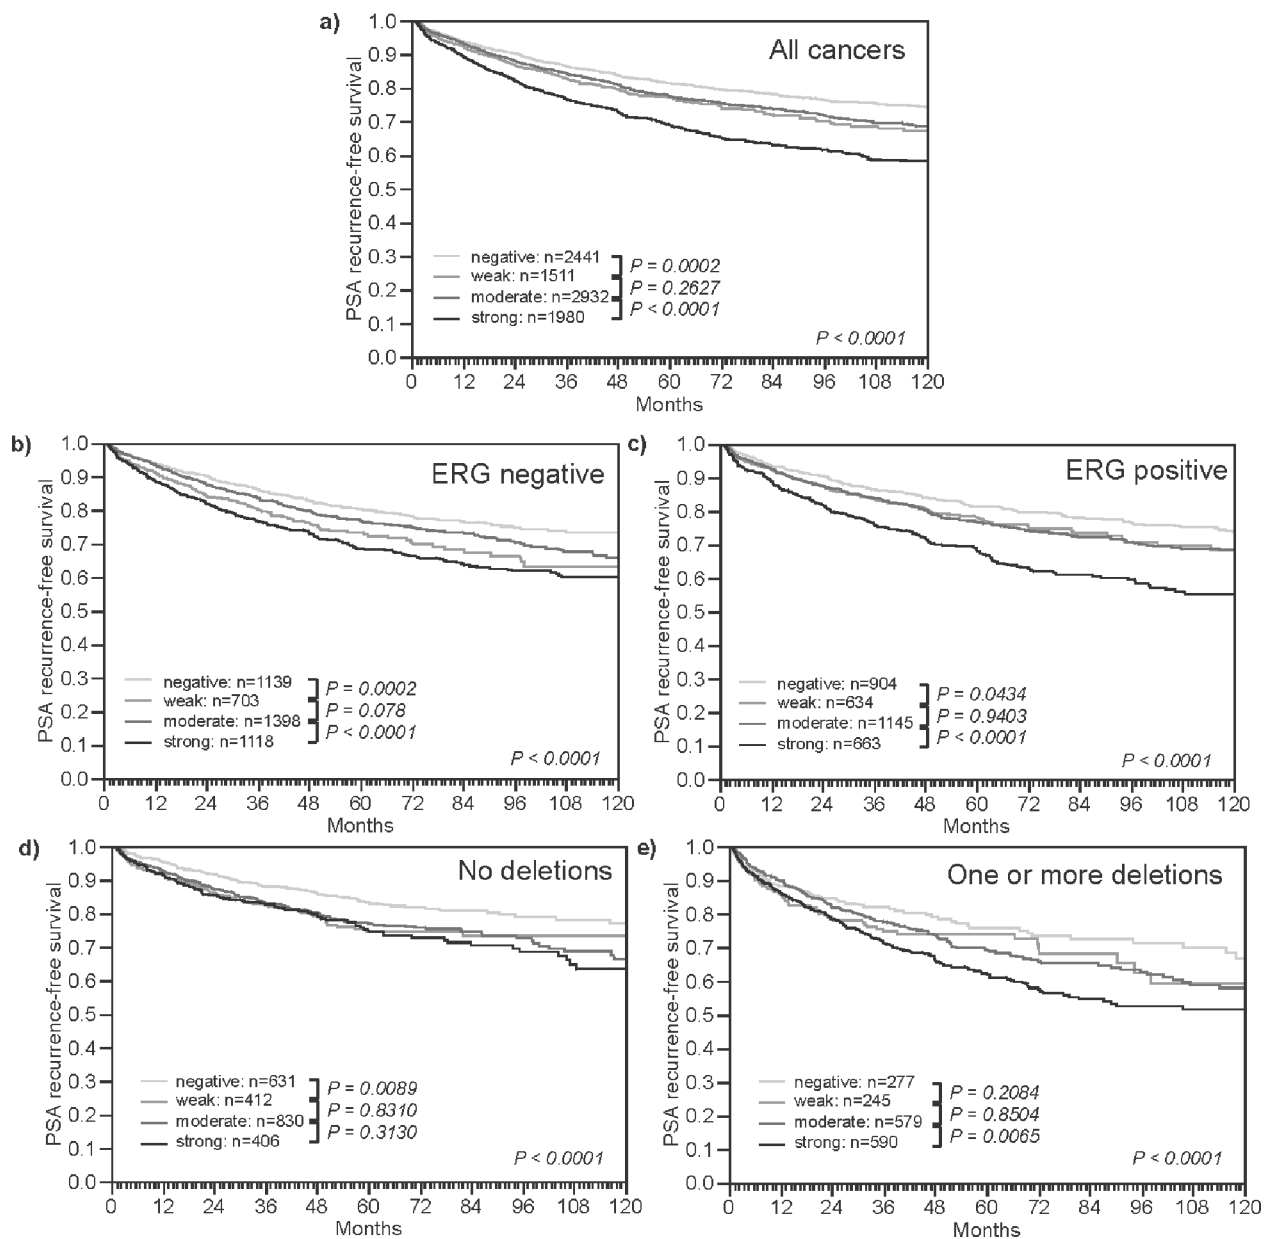 a)
All cancers
PSA recurrence-free survival
1.0
0.9
0.8
0.7
0.6
0.5
0.4
0.3
0.2
0.1
0.0
negative: n=2441
weak: n=1511
moderate: n=2932
strong: n=1980
P = 0.0002
P = 0.2627
P < 0.0001
P < 0.0001
0 12 24 36 48 60 72 84 96 108 120
Months
b)
ERG negative
PSA recurrence-free survival
1.0
0.9
0.8
0.7
0.6
0.5
0.4
0.3
0.2
0.1
0.0
negative: n=1139
weak: n=703
moderate: n=1398
strong: n=1118
P = 0.0002
P = 0.078
P < 0.0001
P < 0.0001
0 12 24 36 48 60 72 84 96 108 120
Months
c)
ERG positive
PSA recurrence-free survival
1.0
0.9
0.8
0.7
0.6
0.5
0.4
0.3
0.2
0.1
0.0
negative: n=904
weak: n=634
moderate: n=1145
strong: n=663
P = 0.0434
P = 0.9403
P < 0.0001
P < 0.0001
0 12 24 36 48 60 72 84 96 108 120
Months
d)
No deletions
PSA recurrence-free survival
1.0
0.9
0.8
0.7
0.6
0.5
0.4
0.3
0.2
0.1
0.0
negative: n=631
weak: n=412
moderate: n=830
strong: n=406
P = 0.0089
P = 0.8310
P = 0.3130
P < 0.0001
0 12 24 36 48 60 72 84 96 108 120
Months
e)
One or more deletions
PSA recurrence-free survival
1.0
0.9
0.8
0.7
0.6
0.5
0.4
0.3
0.2
0.1
0.0
negative: n=277
weak: n=245
moderate: n=579
strong: n=590
P = 0.2084
P = 0.8504
P = 0.0065
P < 0.0001
0 12 24 36 48 60 72 84 96 108 120
Months